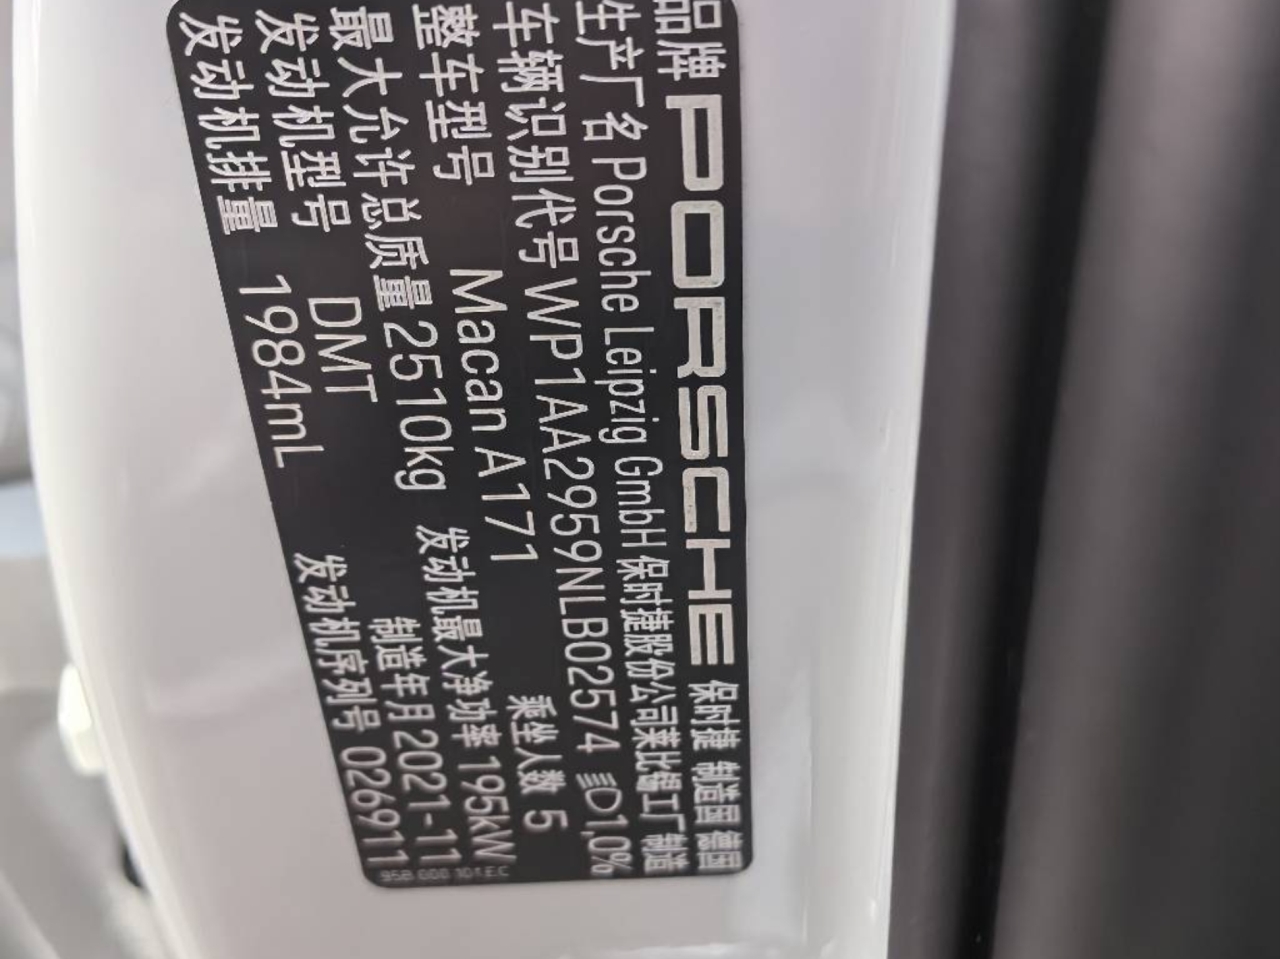 品牌 PORSCHE 保时捷 制造国 德国
生产厂名 Porsche Leipzig GmbH 保时捷股份公司莱比锡工厂制造
车辆识别代号 WP1AA2959NLB02574 1,0%
整车型号 Macan A171 乘坐人数 5
最大允许总质量 2510kg 发动机最大净功率 195kW
发动机型号 DMT 制造年月 2021-11
发动机排量 1984mL 发动机序列号 026911
95B 000 101 EC